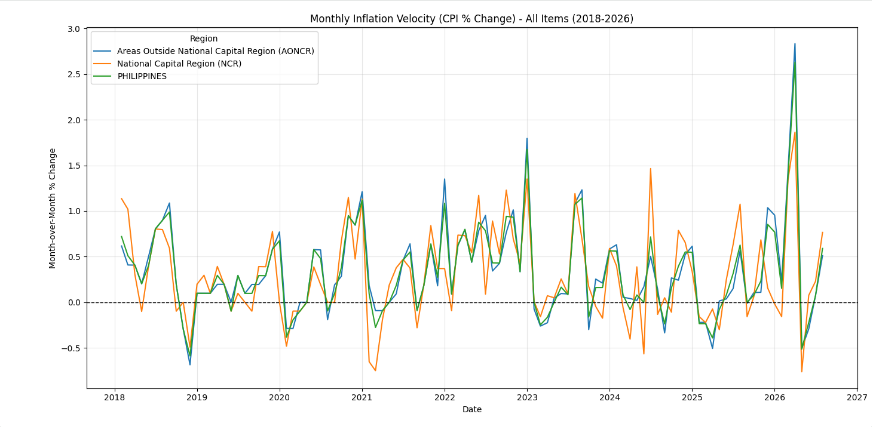 Monthly Inflation Velocity (CPI % Change) - All Items (2018-2026)
Region
Areas Outside National Capital Region (AONCR)
National Capital Region (NCR)
PHILIPPINES
Month-over-Month % Change
3.0
2.5
2.0
1.5
1.0
0.5
0.0
−0.5
2018 2019 2020 2021 2022 2023 2024 2025 2026 2027
Date